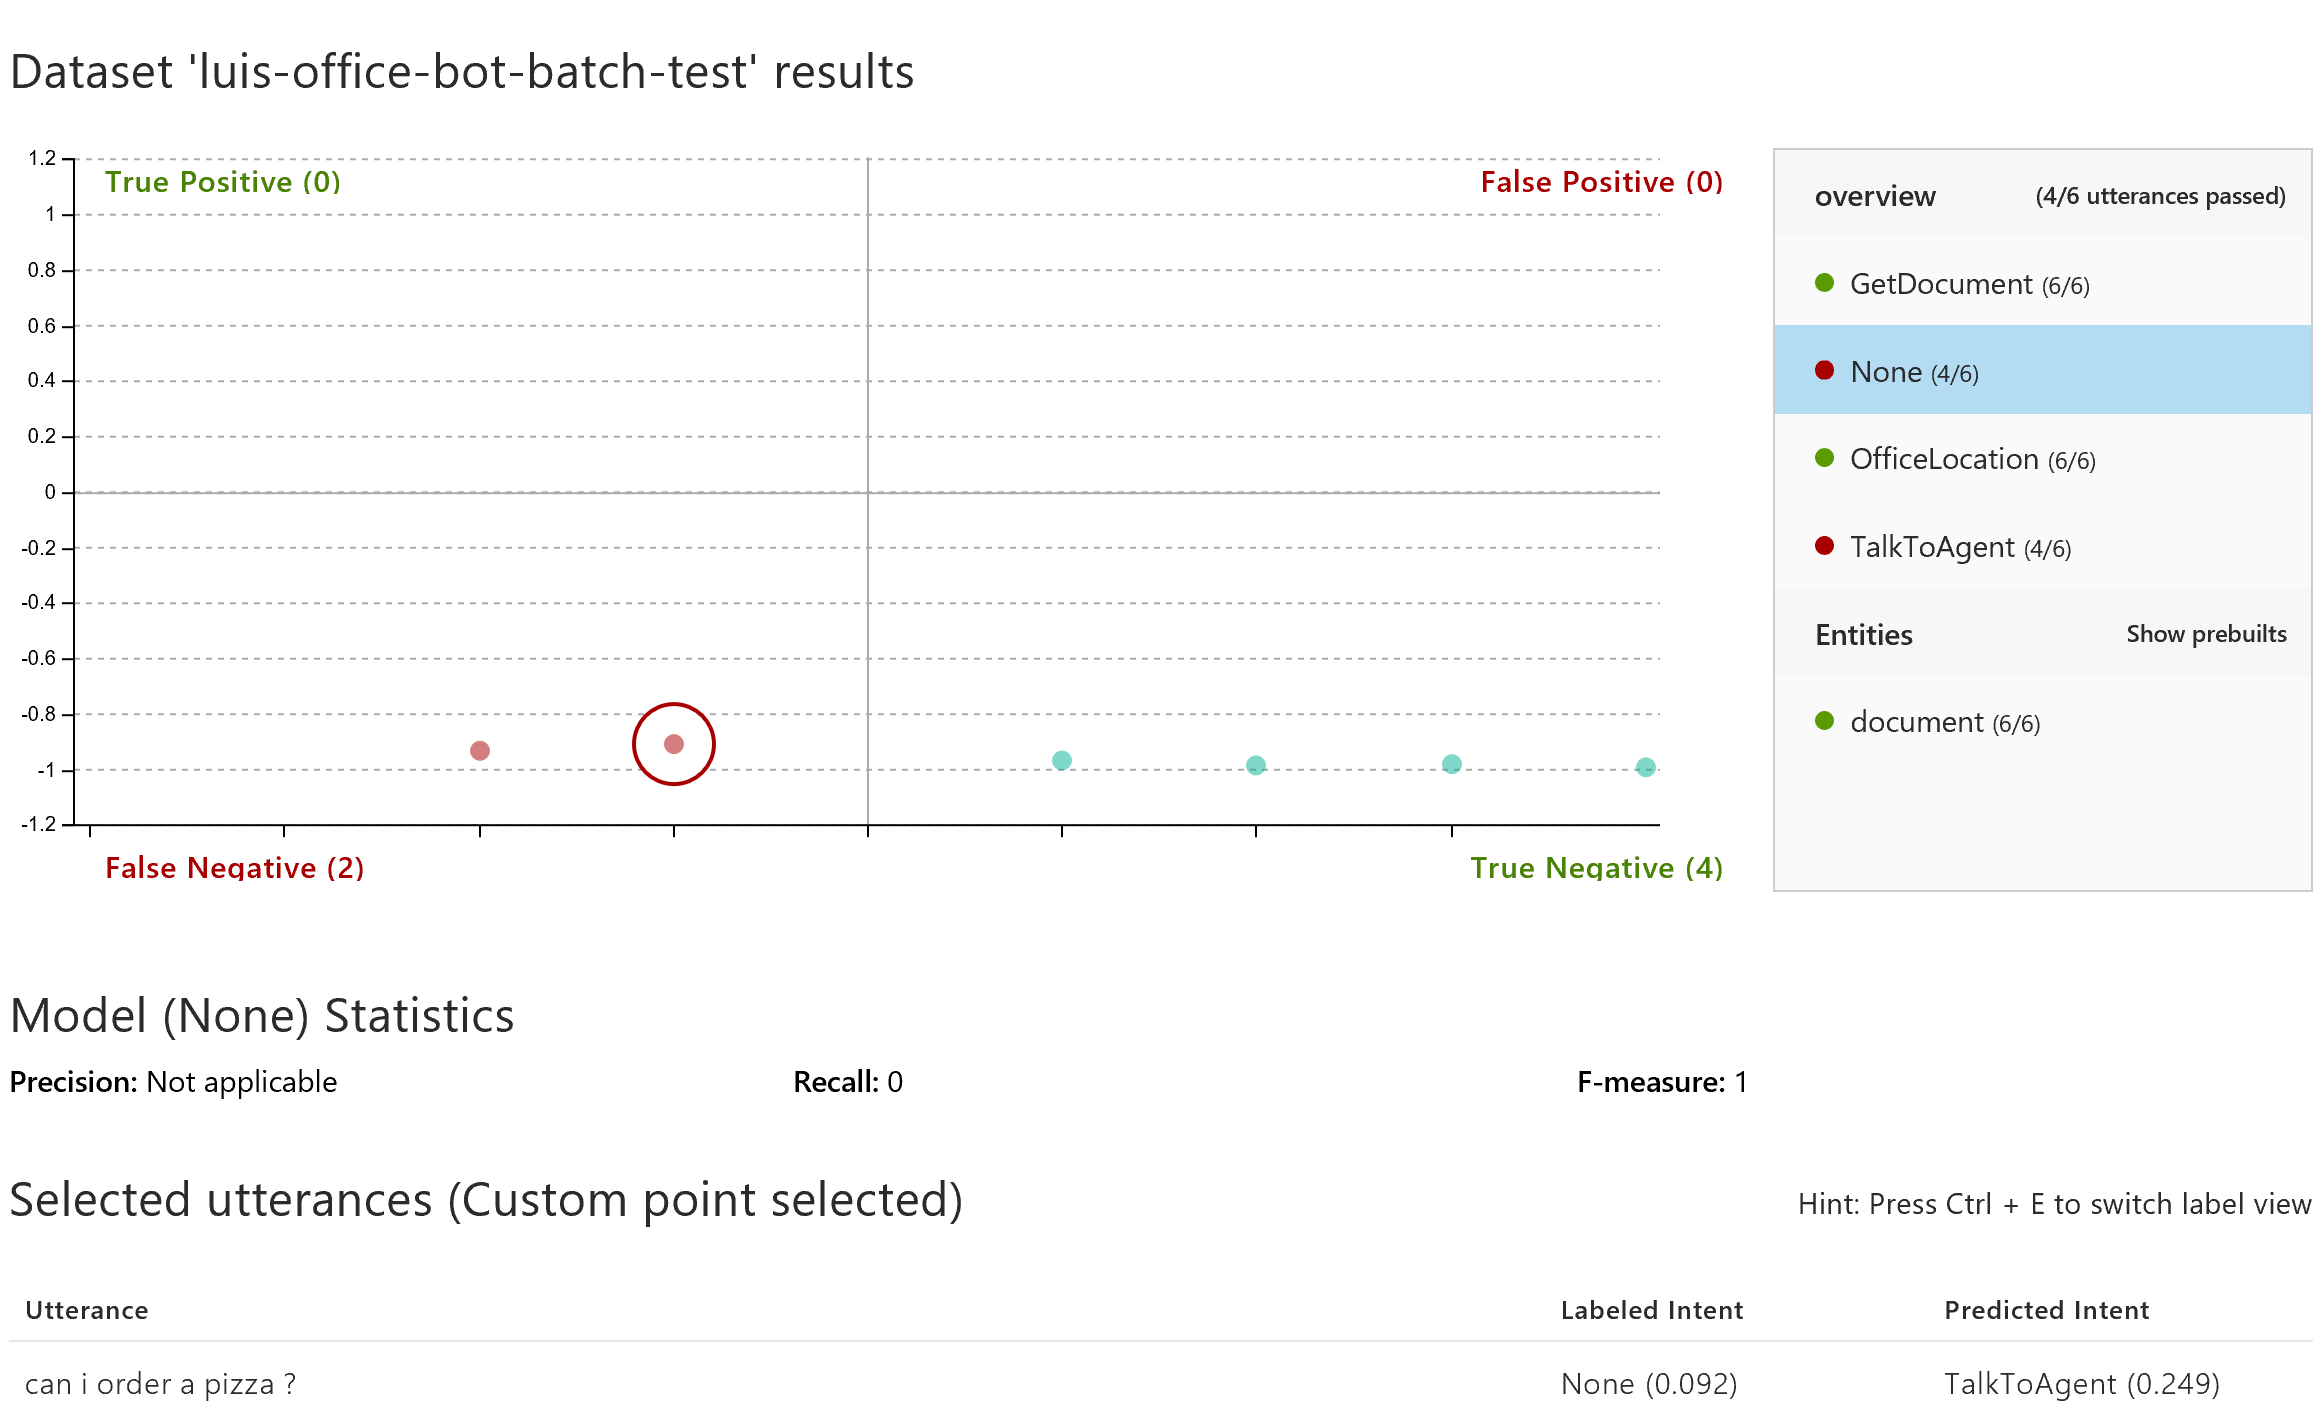 Dataset 'luis-office-bot-batch-test' results
1.2
1
0.8
0.6
0.4
0.2
0
-0.2
-0.4
-0.6
-0.8
-1
-1.2
True Positive (0)
False Positive (0)
False Negative (2)
True Negative (4)
overview (4/6 utterances passed)
GetDocument (6/6)
None (4/6)
OfficeLocation (6/6)
TalkToAgent (4/6)
Entities Show prebuilts
document (6/6)
Model (None) Statistics
Precision: Not applicable Recall: 0 F-measure: 1
Selected utterances (Custom point selected) Hint: Press Ctrl + E to switch label view
Utterance Labeled Intent Predicted Intent
can i order a pizza ? None (0.092) TalkToAgent (0.249)